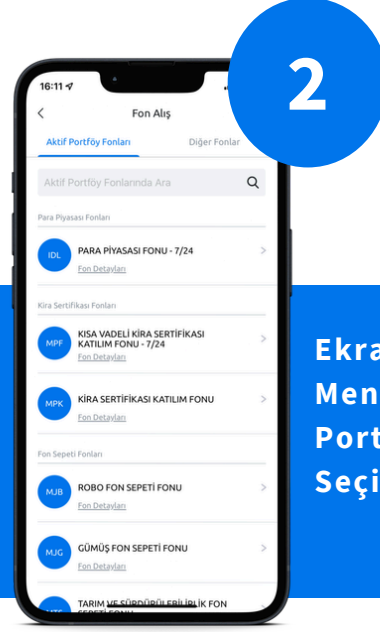 2
16:11
Fon Alış
Aktif Portföy Fonları
Diğer Fonlar
Aktif Portföy Fonlarında Ara
Para Piyasası Fonları
IDL
PARA PİYASASI FONU - 7/24
Fon Detayları
Kira Sertifikası Fonları
MPF
KISA VADELİ KİRA SERTİFİKASI
KATILIM FONU - 7/24
Fon Detayları
MPK
KİRA SERTİFİKASI KATILIM FONU
Fon Detayları
Fon Sepeti Fonları
MJB
ROBO FON SEPETİ FONU
Fon Detayları
MJG
GÜMÜŞ FON SEPETİ FONU
Fon Detayları
TARIM VE SÜRDÜRÜLEBİLİRLİK FON
SEPETİ FONU
Ekra
Men
Port
Seçi